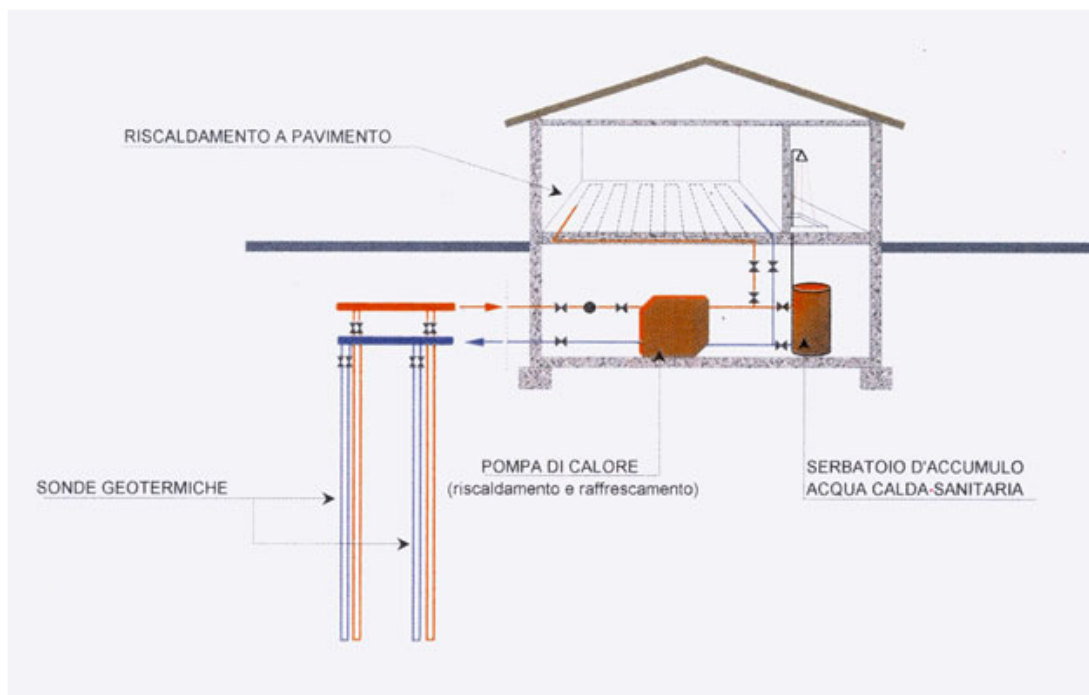 RISCALDAMENTO A PAVIMENTO
POMPA DI CALORE
(riscaldamento e raffrescamento)
SERBATOIO D'ACCUMULO
ACQUA CALDA-SANITARIA
SONDE GEOTERMICHE